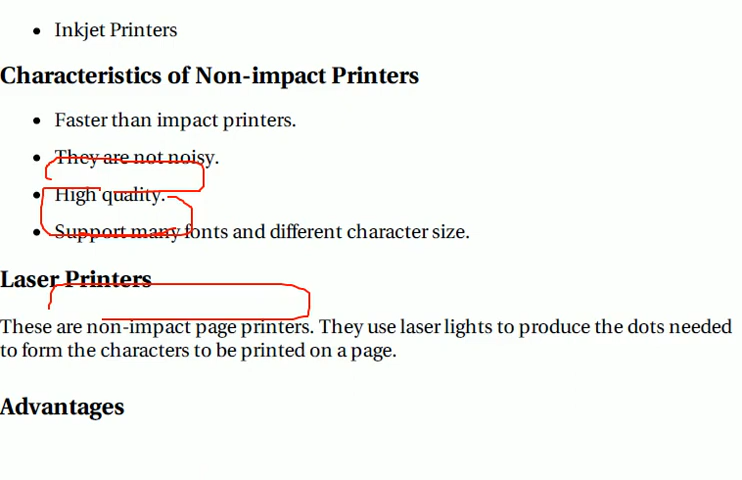 • Inkjet Printers
Characteristics of Non-impact Printers
• Faster than impact printers.
• They are not noisy.
• High quality.
• Support many fonts and different character size.
Laser Printers
These are non-impact page printers. They use laser lights to produce the dots needed
to form the characters to be printed on a page.
Advantages